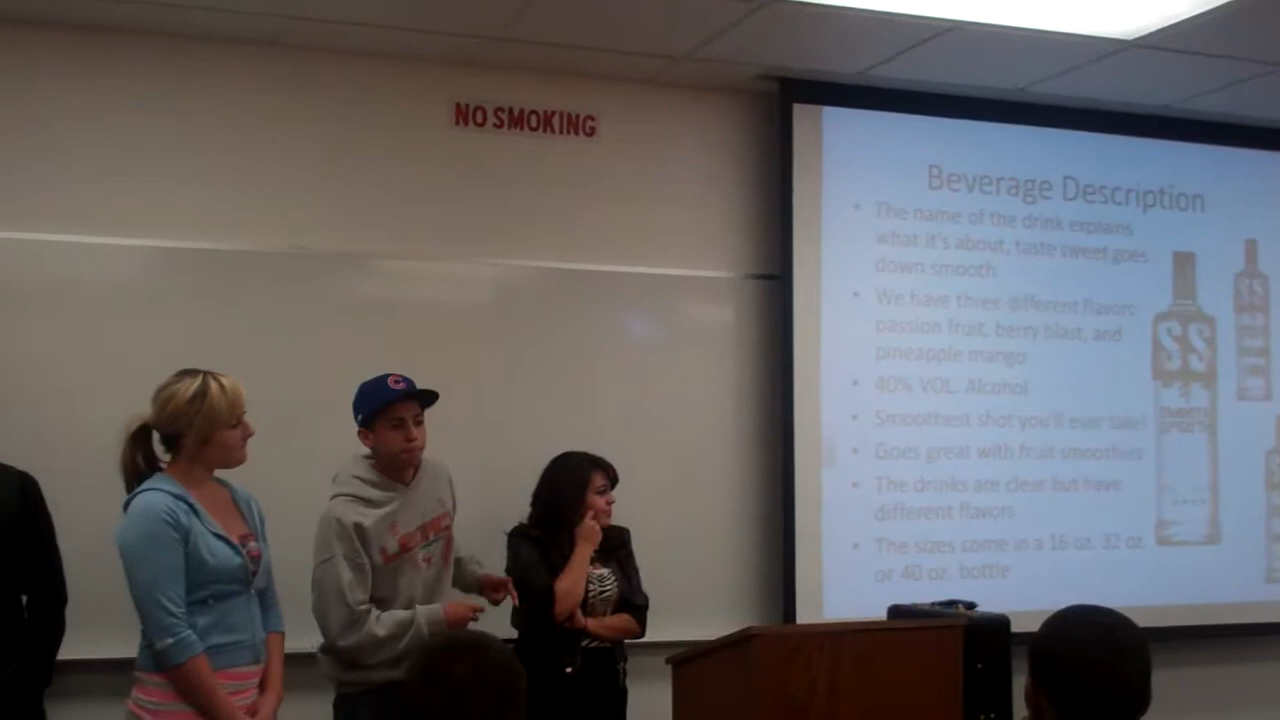 NO SMOKING
Beverage Description
• The name of the drink explains
what it's about, taste sweet goes
down smooth
• We have three different flavors:
passion fruit, berry blast, and
pineapple mango
• 40% VOL. Alcohol
• Smoothest shot you'll ever take!
• Goes great with fruit smoothies
• The drinks are clear but have
different flavors
• The sizes come in a 16 oz. 32 oz.
or 40 oz. bottle
SS
C